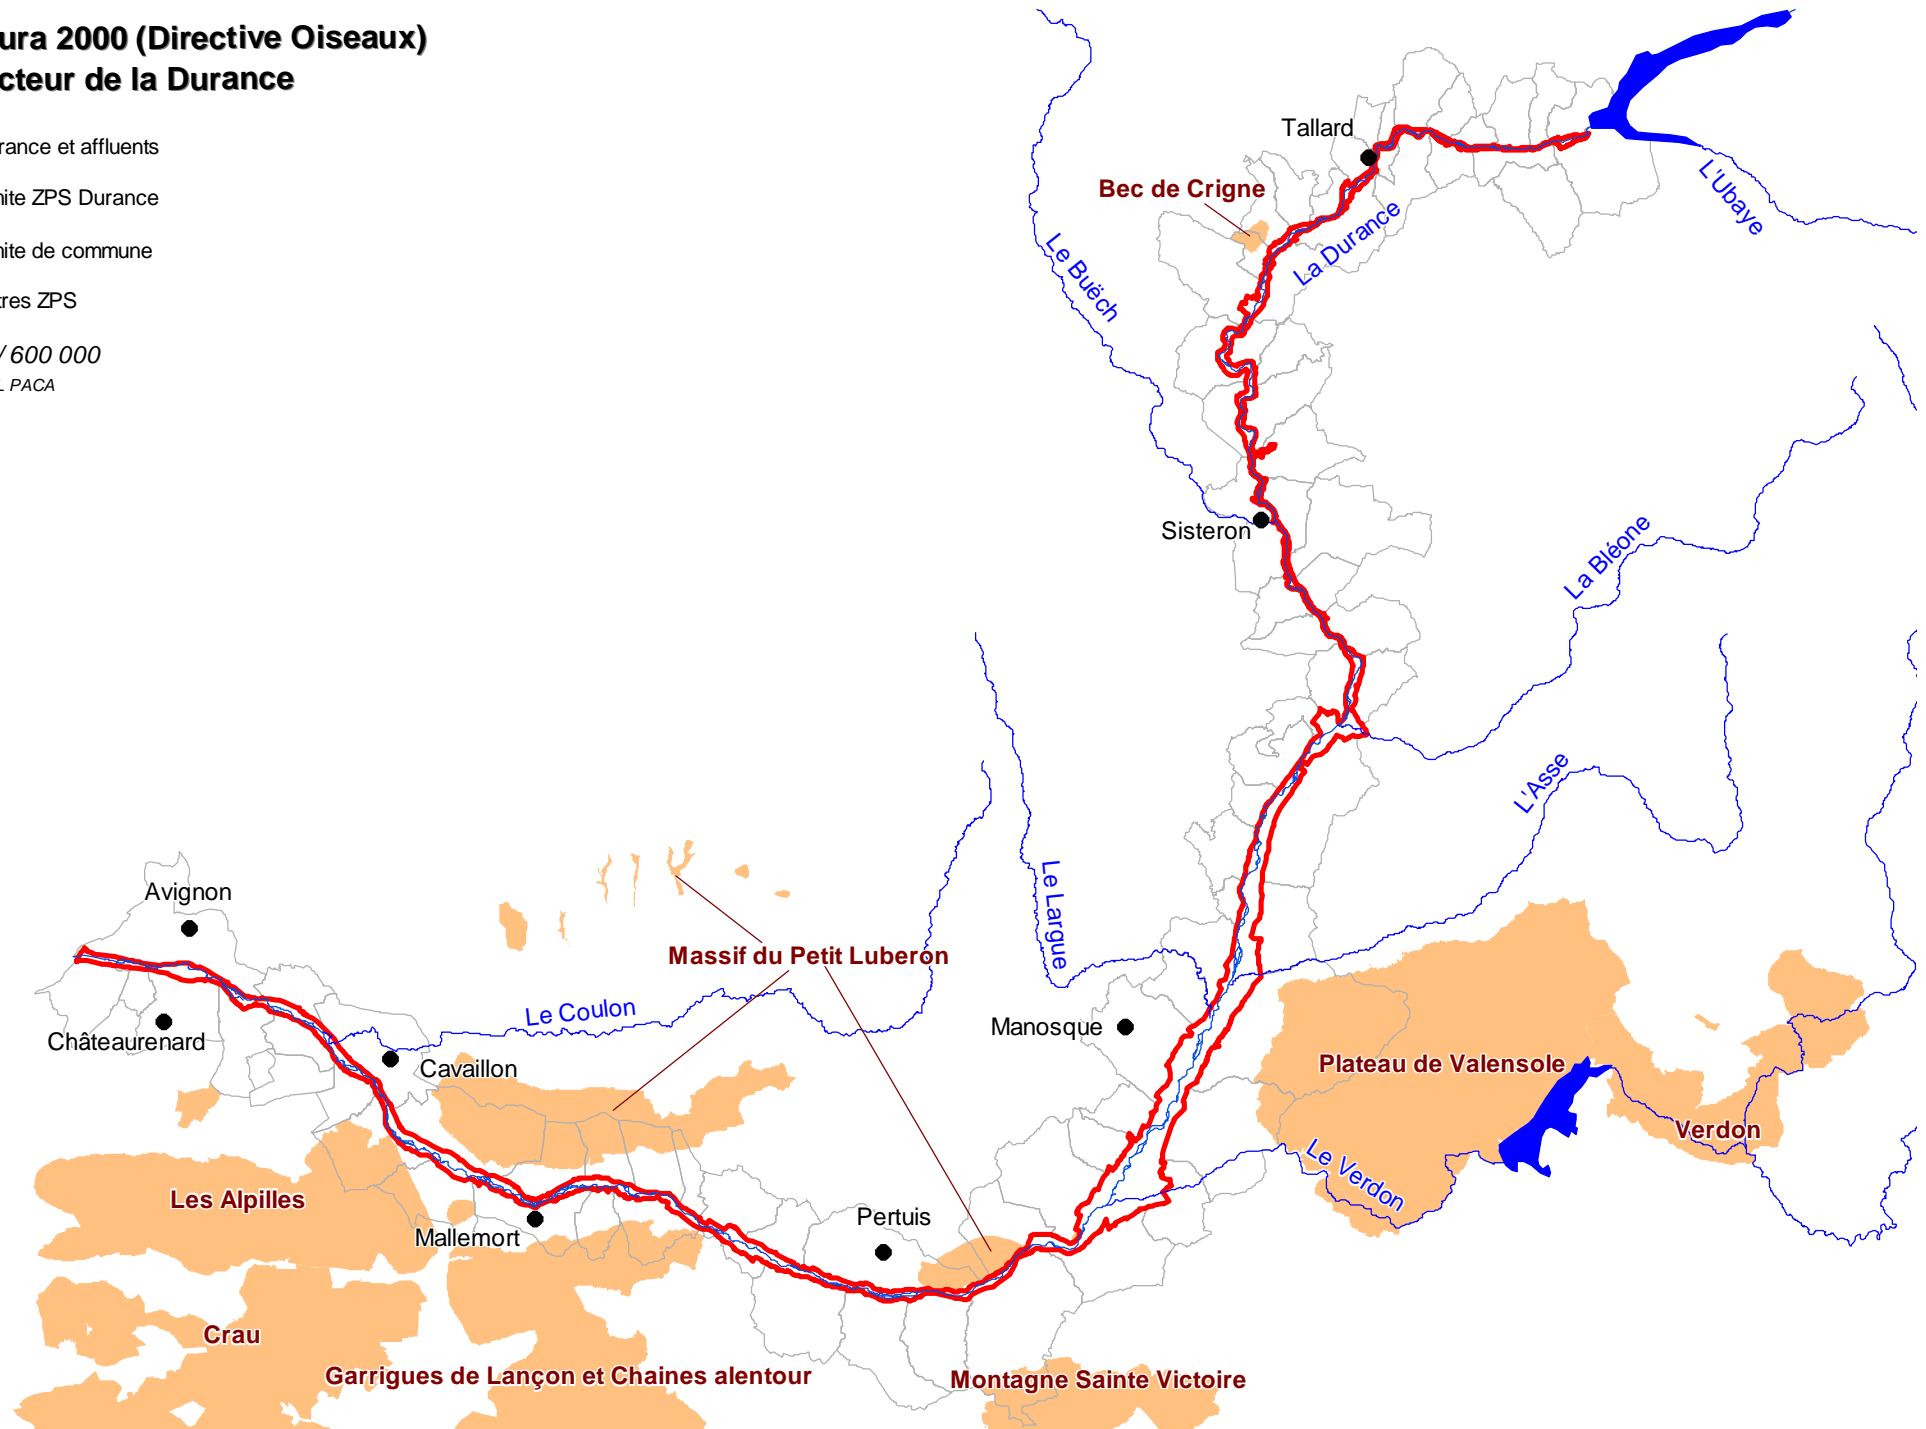 ura 2000 (Directive Oiseaux)
cteur de la Durance
rance et affluents
ite ZPS Durance
ite de commune
res ZPS
/ 600 000
L PACA
Tallard
Bec de Crigne
L'Ubaye
La Durance
Le Buëch
Sisteron
La Bléone
L'Asse
Avignon
Le Largue
Massif du Petit Luberon
Le Coulon
Manosque
Châteaurenard
Cavaillon
Plateau de Valensole
Verdon
Le Verdon
Les Alpilles
Pertuis
Mallemort
Crau
Garrigues de Lançon et Chaines alentour
Montagne Sainte Victoire